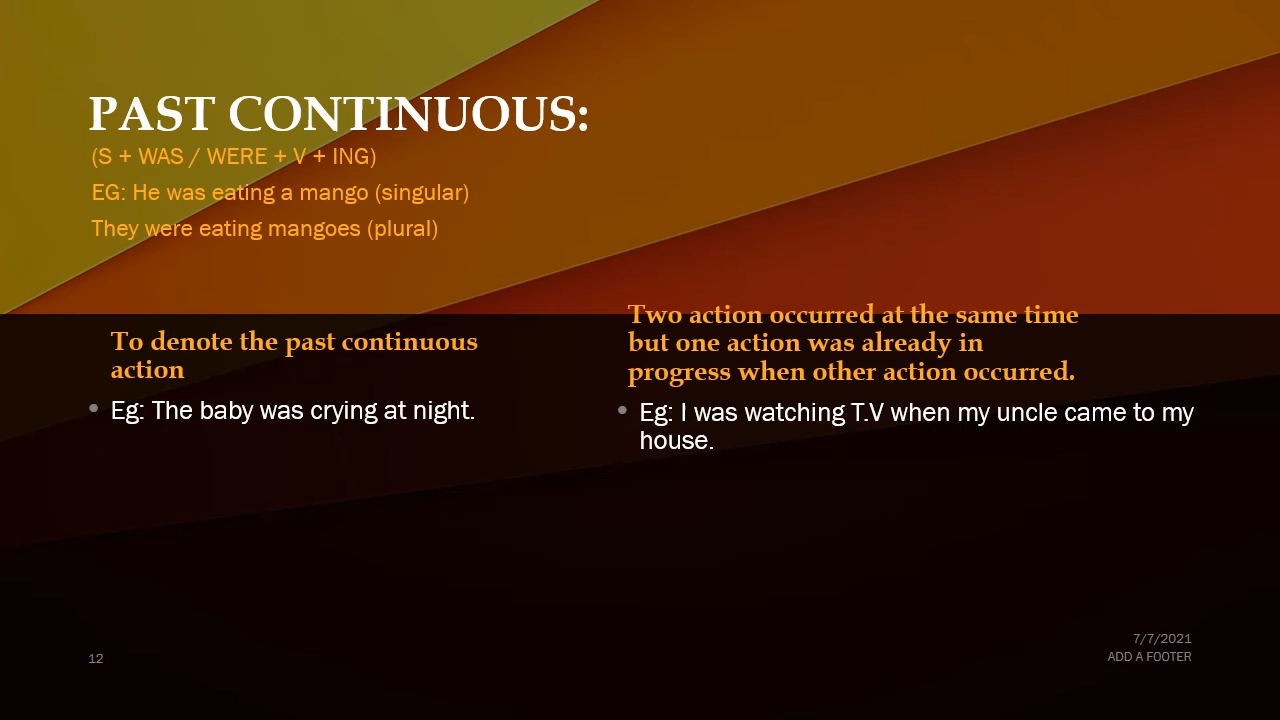 PAST CONTINUOUS:
(S + WAS / WERE + V + ING)
EG: He was eating a mango (singular)
They were eating mangoes (plural)
To denote the past continuous
action
• Eg: The baby was crying at night.
Two action occurred at the same time
but one action was already in
progress when other action occurred.
• Eg: I was watching T.V when my uncle came to my
house.
12
7/7/2021
ADD A FOOTER